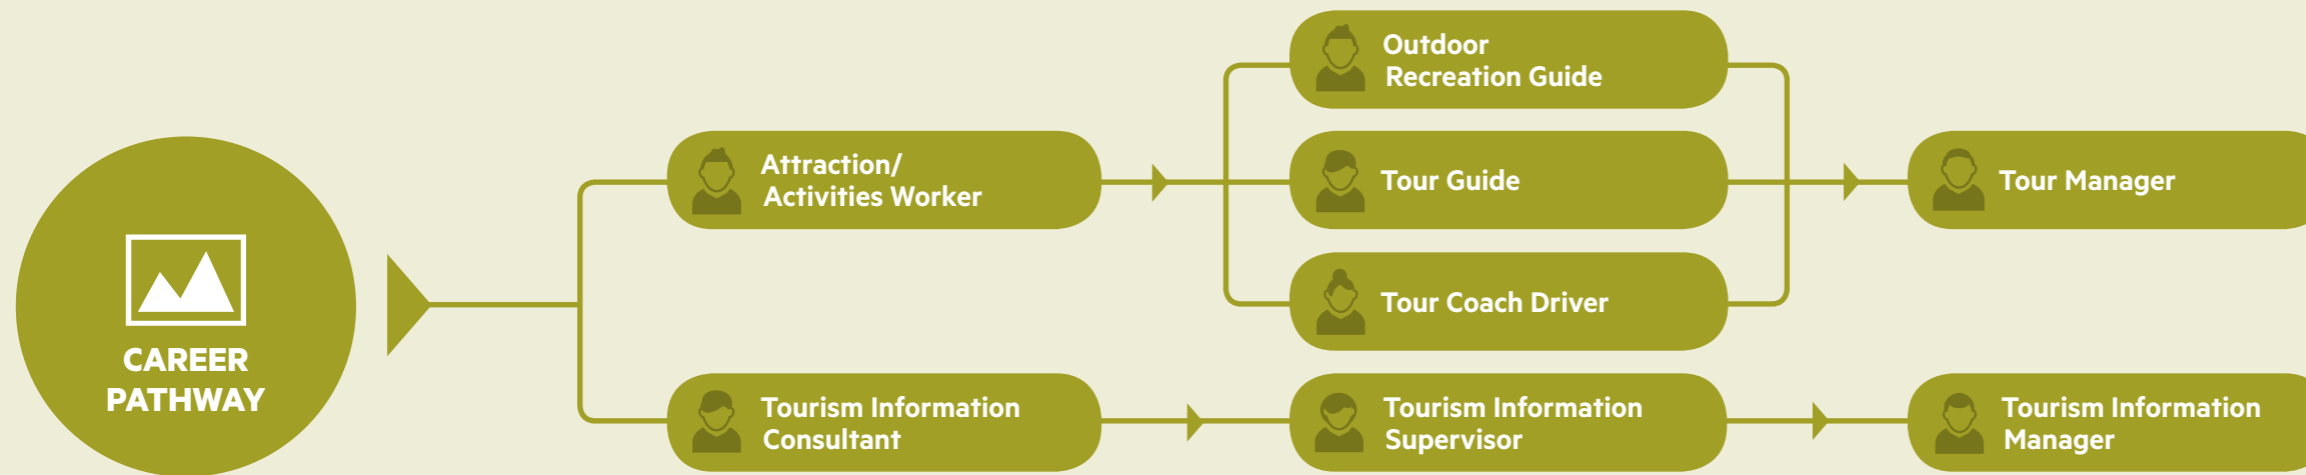 CAREER
PATHWAY
Attraction/
Activities Worker
Outdoor
Recreation Guide
Tour Guide
Tour Coach Driver
Tour Manager
Tourism Information
Consultant
Tourism Information
Supervisor
Tourism Information
Manager